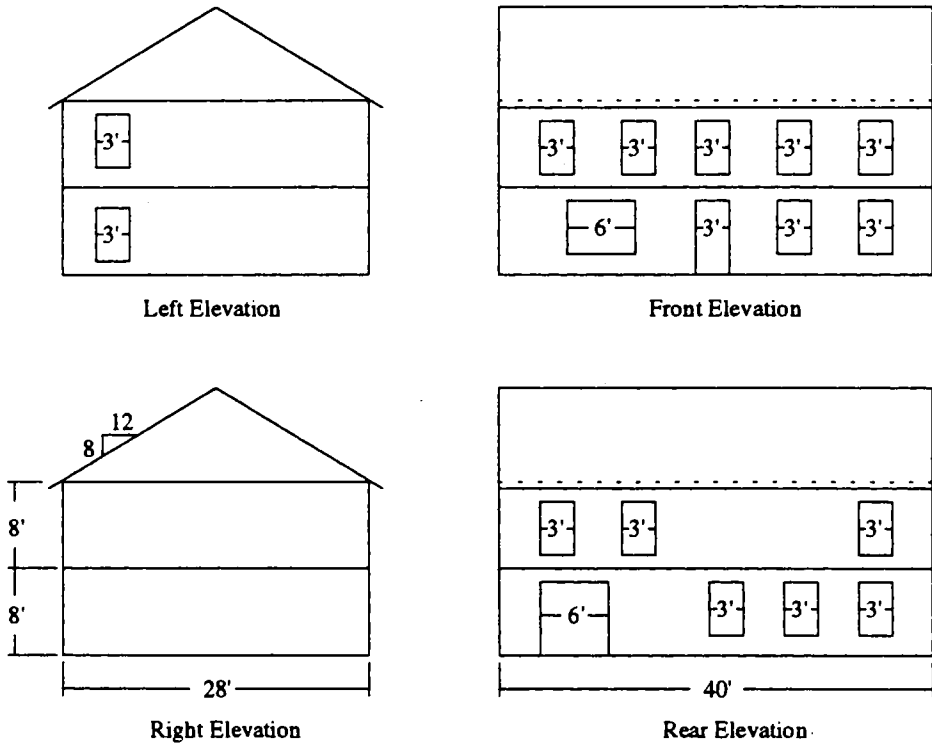 3'
3'
Left Elevation
3' 3' 3' 3' 3'
6' 3' 3' 3'
Front Elevation
12
8
8'
8'
28'
Right Elevation
3' 3' 3'
6' 3' 3' 3'
40'
Rear Elevation